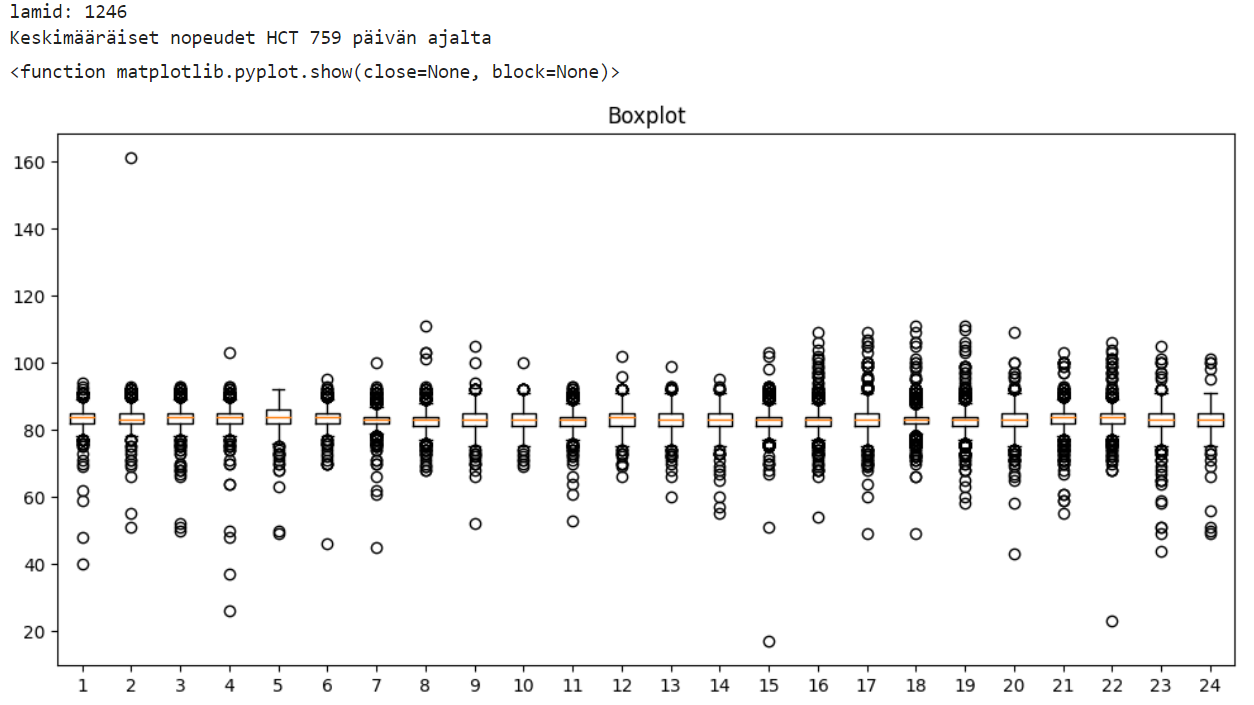 lamid: 1246
Keskimääräiset nopeudet HCT 759 päivän ajalta
<function matplotlib.pyplot.show(close=None, block=None)>
Boxplot
160
140
120
100
80
60
40
20
1 2 3 4 5 6 7 8 9 10 11 12 13 14 15 16 17 18 19 20 21 22 23 24